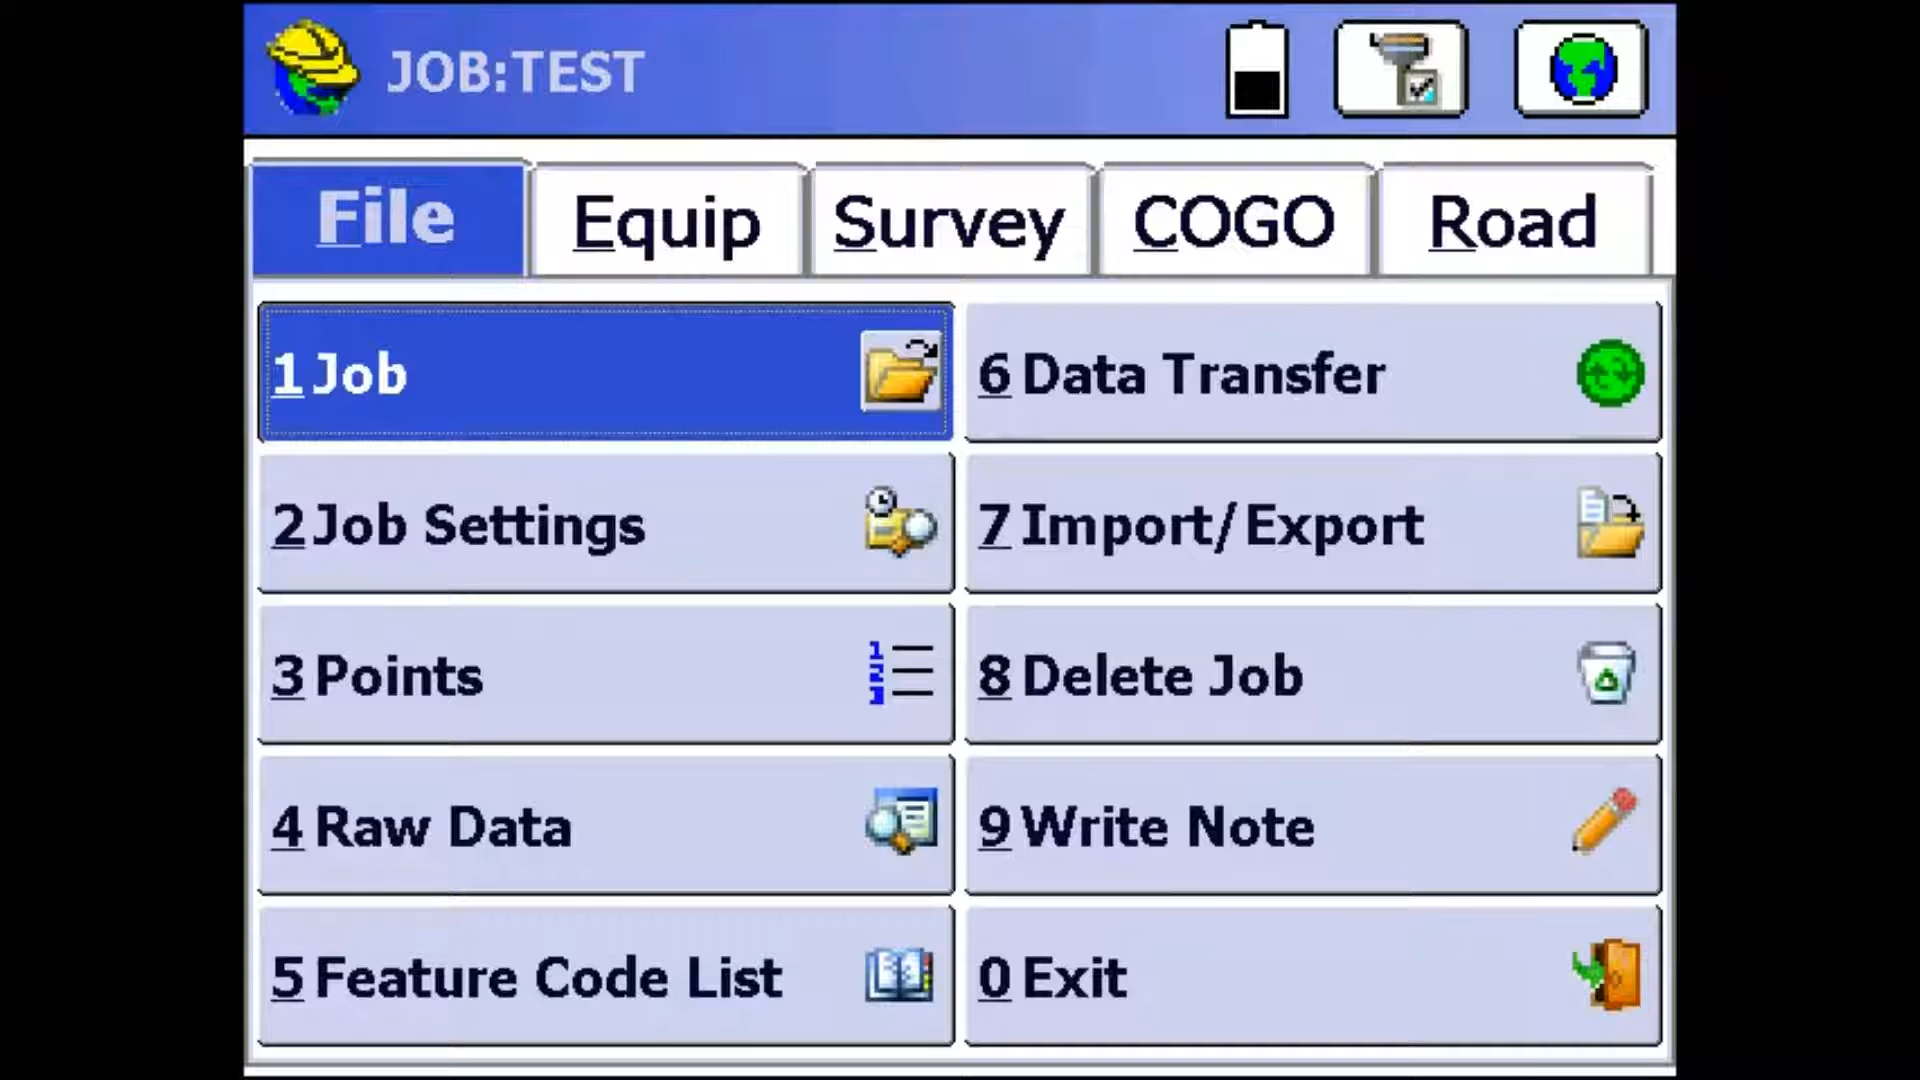 JOB:TEST
File Equip Survey COGO Road
1 Job
6 Data Transfer
2 Job Settings
7 Import/Export
3 Points
8 Delete Job
4 Raw Data
9 Write Note
5 Feature Code List
0 Exit